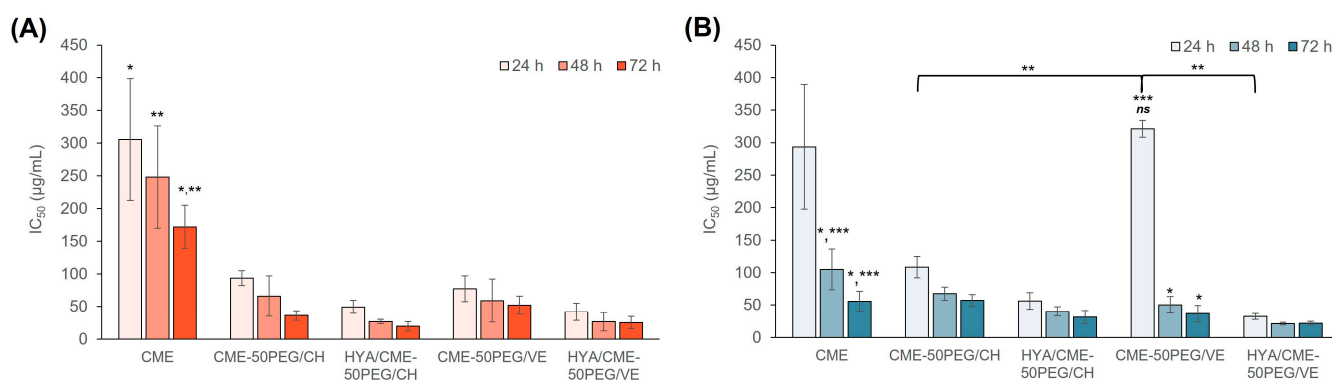 (A)
450
400
350
300
250
200
150
100
50
0
IC50 (µg/mL)
24 h 48 h 72 h
*
**
*,**
CME
CME-50PEG/CH
HYA/CME-
50PEG/CH
CME-50PEG/VE
HYA/CME-
50PEG/VE
(B)
450
400
350
300
250
200
150
100
50
0
IC50 (µg/mL)
24 h 48 h 72 h
** **
***
ns
*,***
*,***
*
*
CME
CME-50PEG/CH
HYA/CME-
50PEG/CH
CME-50PEG/VE
HYA/CME-
50PEG/VE